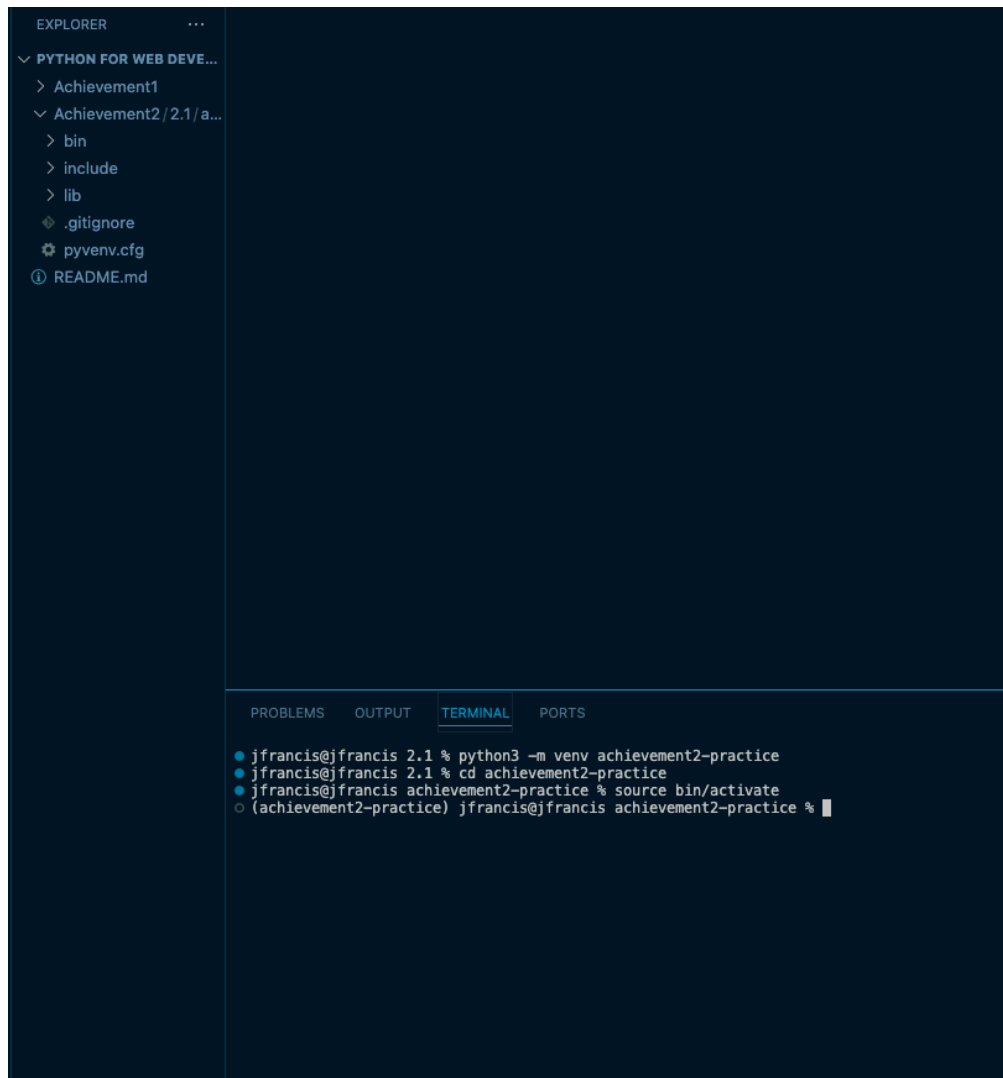 EXPLORER ...
PYTHON FOR WEB DEVE...
Achievement1
Achievement2/2.1/a...
bin
include
lib
.gitignore
pyvenv.cfg
README.md
PROBLEMS OUTPUT TERMINAL PORTS
jfrancis@jfrancis 2.1 % python3 -m venv achievement2-practice
jfrancis@jfrancis 2.1 % cd achievement2-practice
jfrancis@jfrancis achievement2-practice % source bin/activate
(achievement2-practice) jfrancis@jfrancis achievement2-practice %